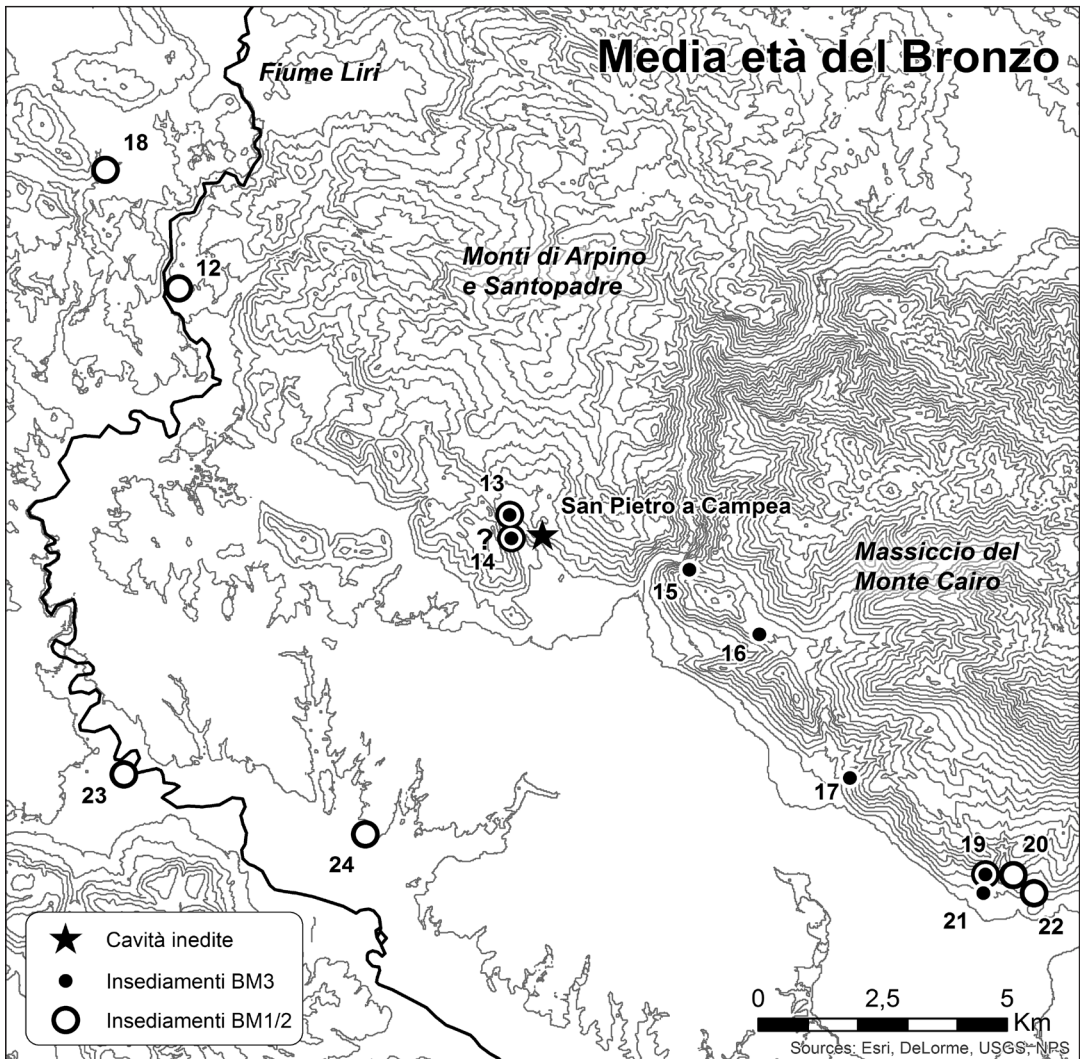 Media età del Bronzo
Fiume Liri
18
12
Monti di Arpino
e Santopadre
13
San Pietro a Campea
?
14
15
Massiccio del
Monte Cairo
16
17
23
24
19
20
21
22
Cavità inedite
Insediamenti BM3
Insediamenti BM1/2
0
2,5
5
Km
Sources: Esri, DeLorme, USGS, NPS